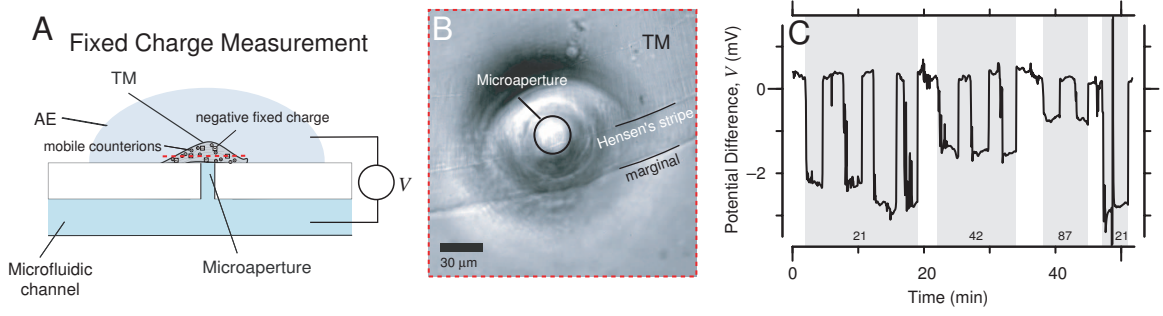 A
Fixed Charge Measurement
TM
AE
negative fixed charge
mobile counterions
V
Microfluidic
channel
Microaperture
B
TM
Microaperture
Hensen's stripe
marginal
30 μm
C
Potential Difference, V (mV)
0
−2
21
42
87
21
0
20
40
Time (min)